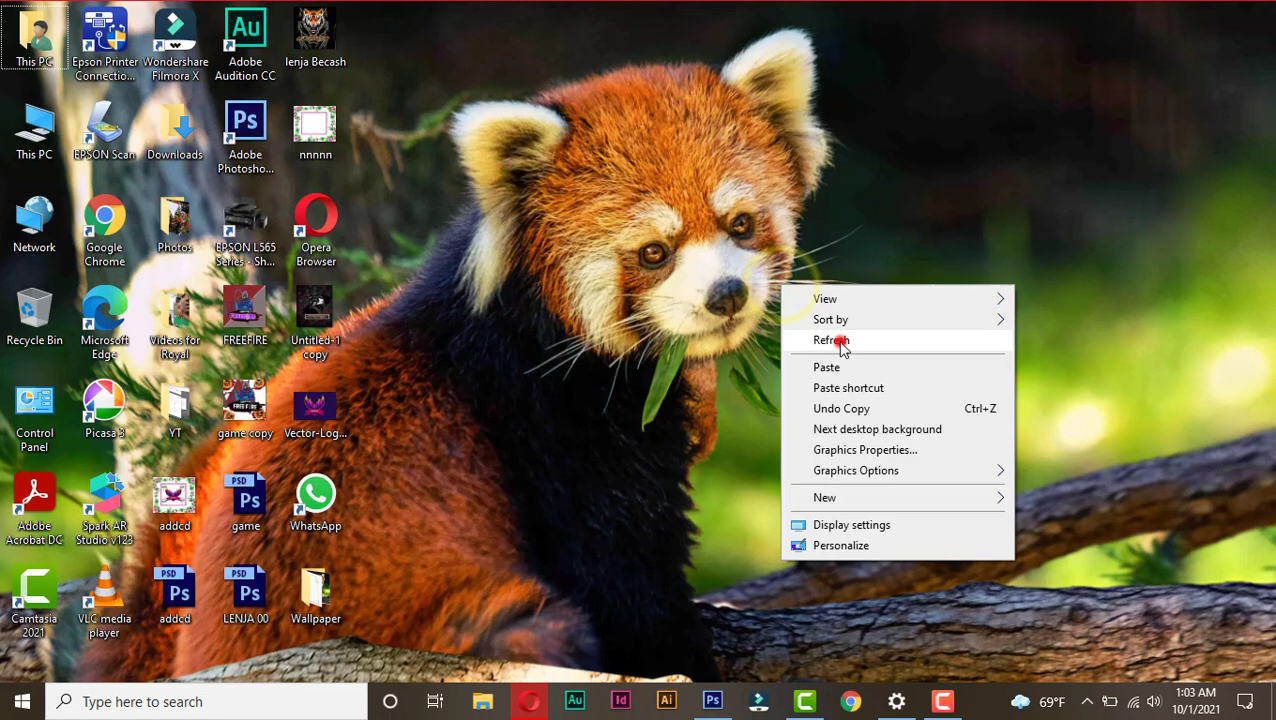 This PC
Epson Printer
Connectio...
Wondershare
Filmora X
Au
Adobe
Audition CC
lenja Becash
This PC
EPSON Scan
Downloads
Ps
Adobe
Photosho...
nnnnn
Network
Google
Chrome
Photos
EPSON L565
Series - Sh...
Opera
Browser
Recycle Bin
Microsoft
Edge
Videos for
Royal
FREEFIRE
Untitled-1
copy
Control
Panel
Picasa 3
YT
FREE FIRE
game copy
Vector-Log...
Adobe
Acrobat DC
Spark AR
Studio v123
addcd
Ps
game
WhatsApp
Camtasia
2021
VLC media
player
PSD
Ps
addcd
PSD
Ps
LENJA 00
Wallpaper
View
Sort by
Refresh
Paste
Paste shortcut
Undo Copy Ctrl+Z
Next desktop background
Graphics Properties...
Graphics Options
New
Display settings
Personalize
Type here to search
Au
Id
Ai
Ps
69°F
1:03 AM
10/1/2021